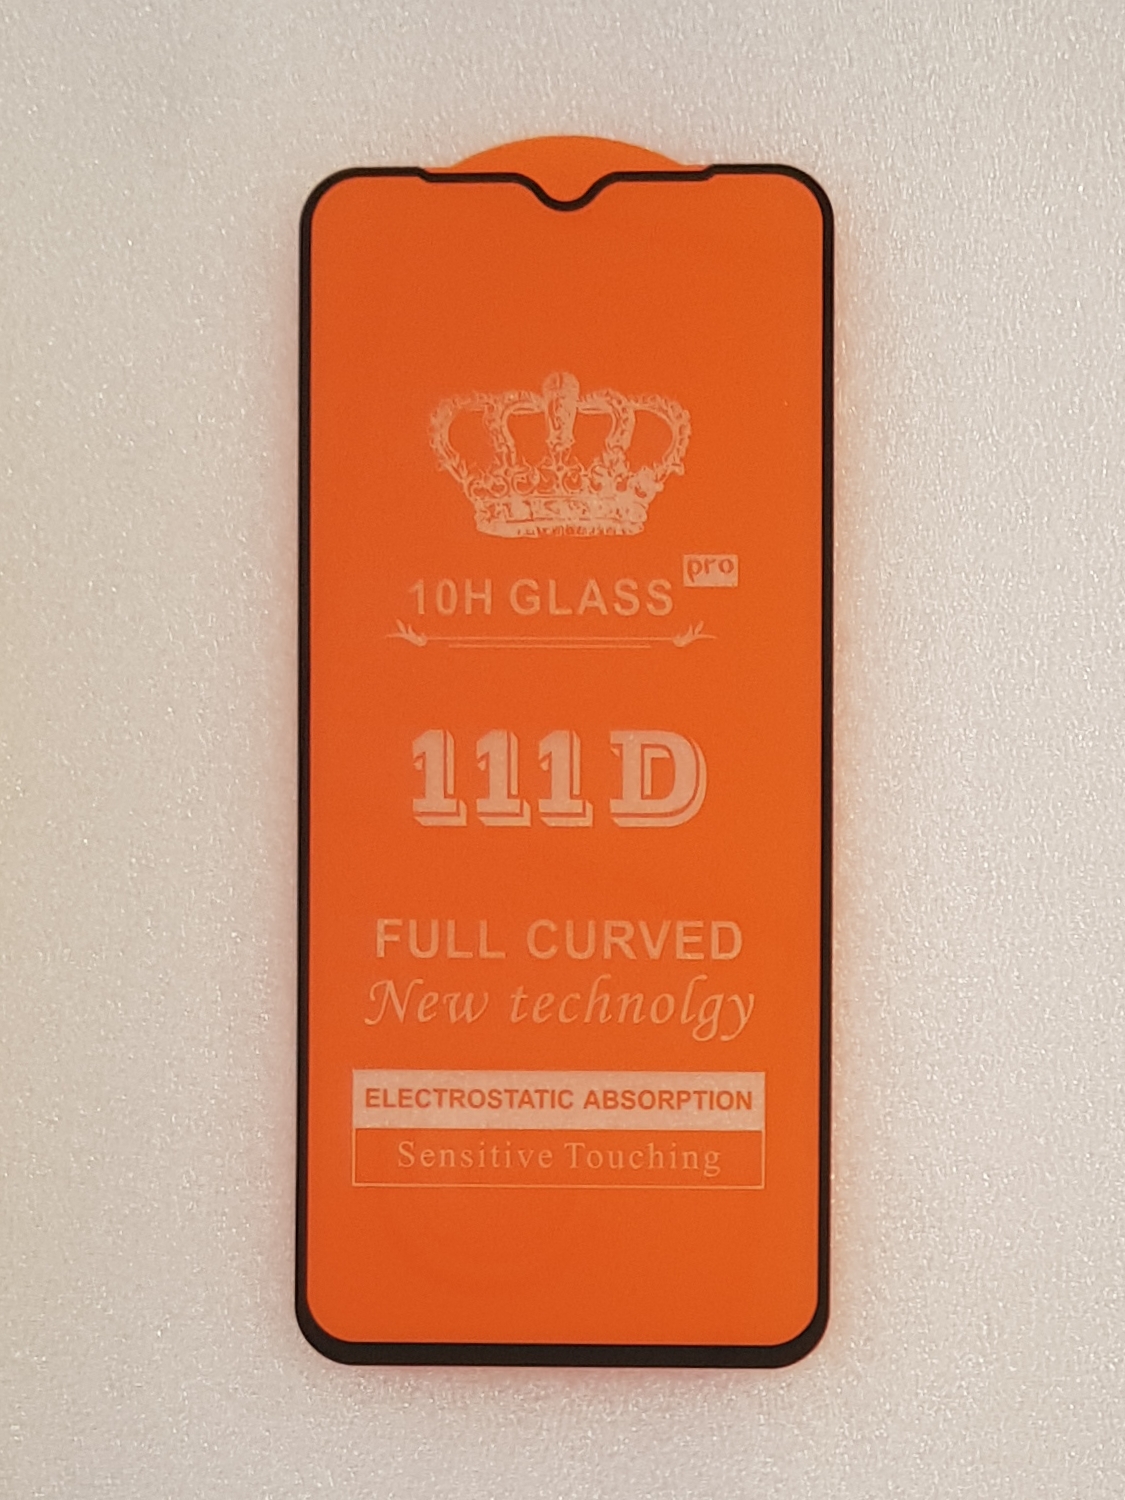 pro
10H GLASS
111D
FULL CURVED
New technolgy
ELECTROSTATIC ABSORPTION
Sensitive Touching